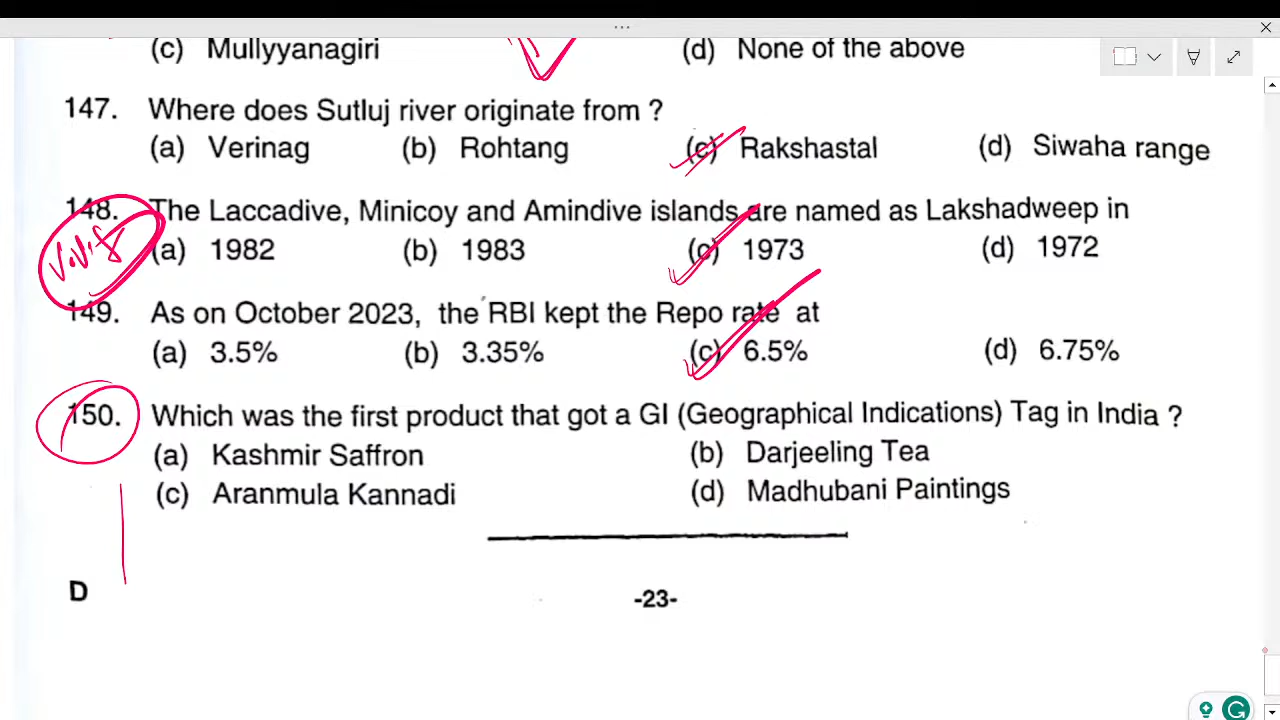 (c) Mullyyanagiri (d) None of the above
147. Where does Sutluj river originate from ?
(a) Verinag (b) Rohtang (c) Rakshastal (d) Siwaha range
148. The Laccadive, Minicoy and Amindive islands are named as Lakshadweep in
(a) 1982 (b) 1983 (c) 1973 (d) 1972
149. As on October 2023, the RBI kept the Repo rate at
(a) 3.5% (b) 3.35% (c) 6.5% (d) 6.75%
150. Which was the first product that got a GI (Geographical Indications) Tag in India ?
(a) Kashmir Saffron (b) Darjeeling Tea
(c) Aranmula Kannadi (d) Madhubani Paintings
D
-23-